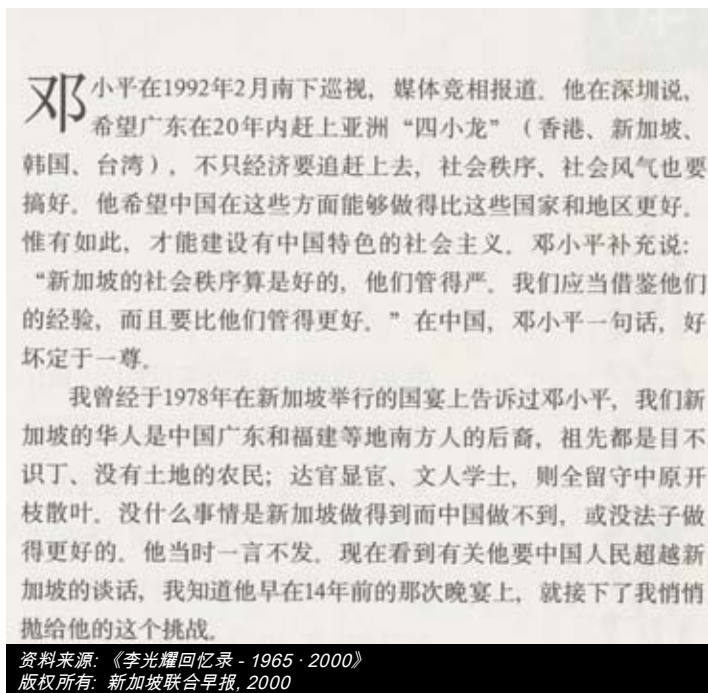 邓小平在1992年2月南下巡视，媒体竞相报道。他在深圳说，
希望广东在20年内赶上亚洲“四小龙”（香港、新加坡、
韩国、台湾），不只经济要追赶上去，社会秩序、社会风气也要
搞好。他希望中国在这些方面能够做得比这些国家和地区更好。
惟有如此，才能建设有中国特色的社会主义。邓小平补充说：
“新加坡的社会秩序算是好的，他们管得严。我们应当借鉴他们
的经验，而且要比他们管得更好。”在中国，邓小平一句话，好
坏定于一尊。
我曾经于1978年在新加坡举行的国宴上告诉过邓小平，我们新
加坡的华人是中国广东和福建等地南方人的后裔，祖先都是目不
识丁、没有土地的农民；达官显宦、文人学士，则全留守中原开
枝散叶。没什么事情是新加坡做得到而中国做不到，或没法子做
得更好的。他当时一言不发。现在看到有关他要中国人民超越新
加坡的谈话，我知道他早在14年前的那次晚宴上，就接下了我悄悄
抛给他的这个挑战。
资料来源:《李光耀回忆录 - 1965 · 2000》
版权所有: 新加坡联合早报, 2000